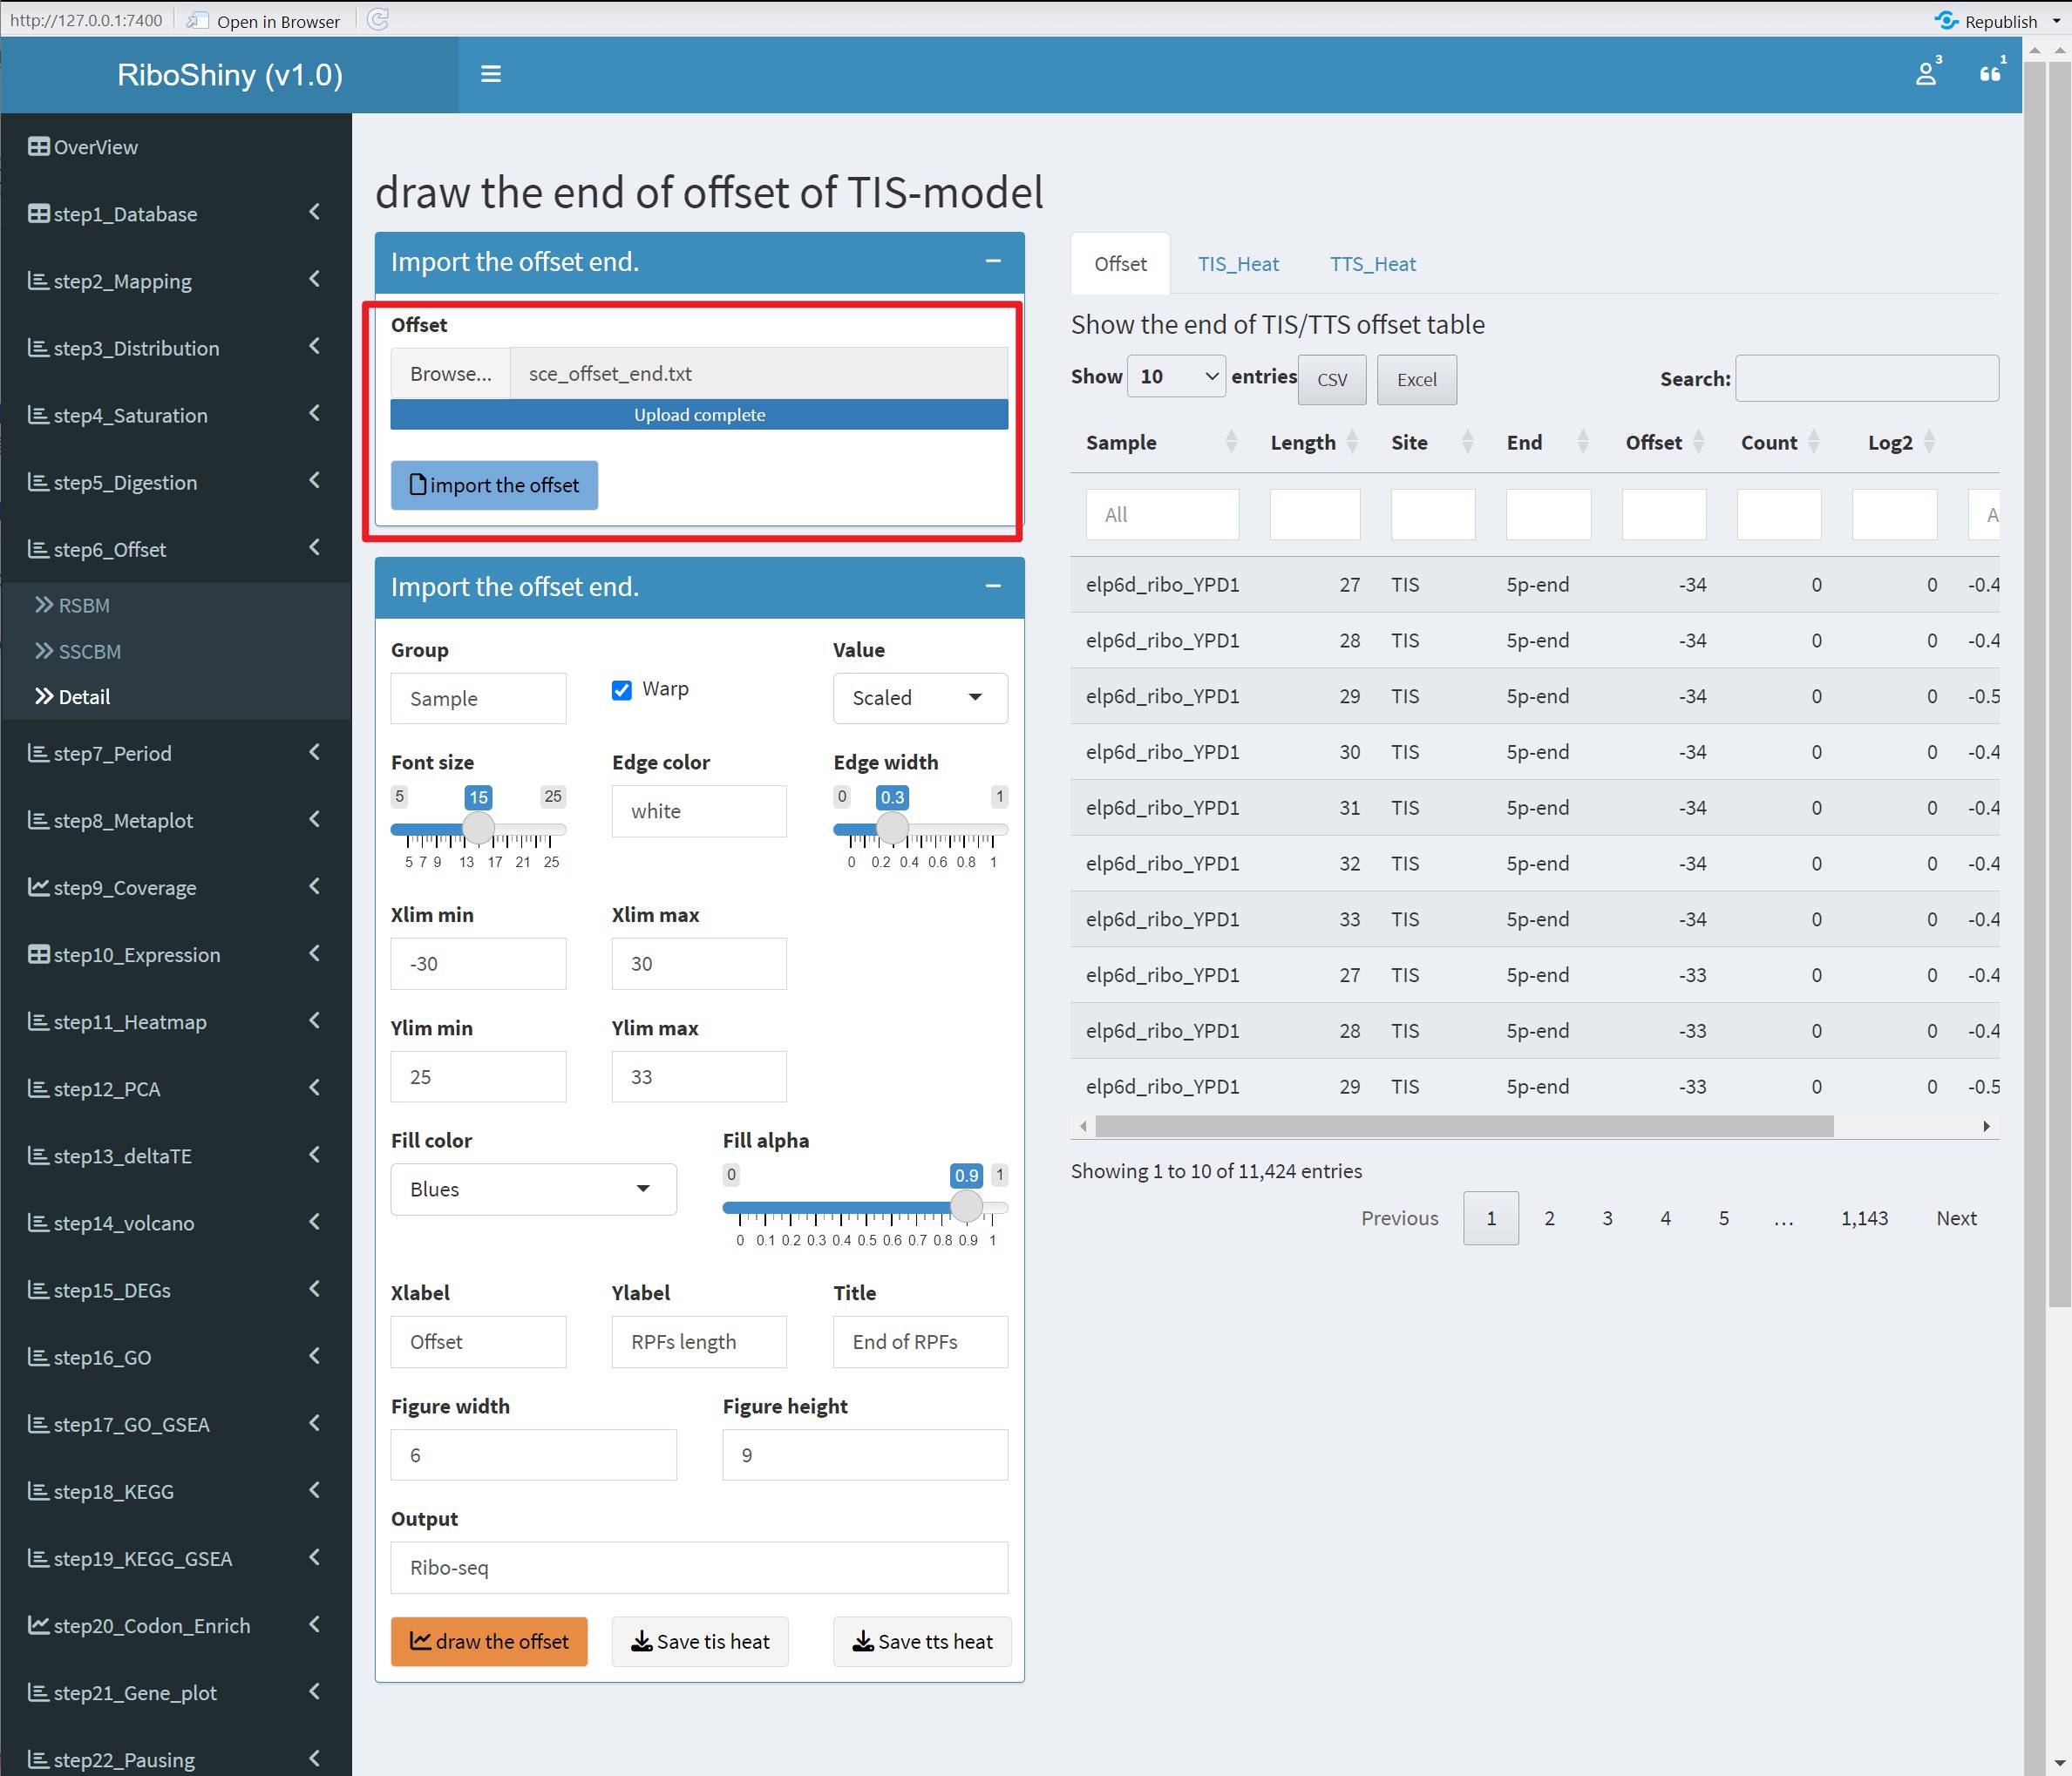 http://127.0.0.1:7400 Open in Browser Republish
RiboShiny (v1.0) 3 1
OverView
step1_Database
step2_Mapping
step3_Distribution
step4_Saturation
step5_Digestion
step6_Offset
RSBM
SSCBM
Detail
step7_Period
step8_Metaplot
step9_Coverage
step10_Expression
step11_Heatmap
step12_PCA
step13_deltaTE
step14_volcano
step15_DEGs
step16_GO
step17_GO_GSEA
step18_KEGG
step19_KEGG_GSEA
step20_Codon_Enrich
step21_Gene_plot
step22_Pausing
draw the end of offset of TIS-model
Import the offset end.
Offset
Browse... sce_offset_end.txt
Upload complete
import the offset
Import the offset end.
Group Value
Sample Warp Scaled
Font size Edge color Edge width
5 15 25 white 0 0.3 1
5 7 9 13 17 21 25 0 0.2 0.4 0.6 0.8 1
Xlim min Xlim max
-30 30
Ylim min Ylim max
25 33
Fill color Fill alpha
Blues 0 0.9 1
0 0.1 0.2 0.3 0.4 0.5 0.6 0.7 0.8 0.9 1
Xlabel Ylabel Title
Offset RPFs length End of RPFs
Figure width Figure height
6 9
Output
Ribo-seq
draw the offset Save tis heat Save tts heat
Offset TIS_Heat TTS_Heat
Show the end of TIS/TTS offset table
Show 10 entries CSV Excel Search:
Sample Length Site End Offset Count Log2
All A
elp6d_ribo_YPD1 27 TIS 5p-end -34 0 0 -0.4
elp6d_ribo_YPD1 28 TIS 5p-end -34 0 0 -0.4
elp6d_ribo_YPD1 29 TIS 5p-end -34 0 0 -0.5
elp6d_ribo_YPD1 30 TIS 5p-end -34 0 0 -0.4
elp6d_ribo_YPD1 31 TIS 5p-end -34 0 0 -0.4
elp6d_ribo_YPD1 32 TIS 5p-end -34 0 0 -0.4
elp6d_ribo_YPD1 33 TIS 5p-end -34 0 0 -0.4
elp6d_ribo_YPD1 27 TIS 5p-end -33 0 0 -0.4
elp6d_ribo_YPD1 28 TIS 5p-end -33 0 0 -0.4
elp6d_ribo_YPD1 29 TIS 5p-end -33 0 0 -0.5
Showing 1 to 10 of 11,424 entries
Previous 1 2 3 4 5 ... 1,143 Next